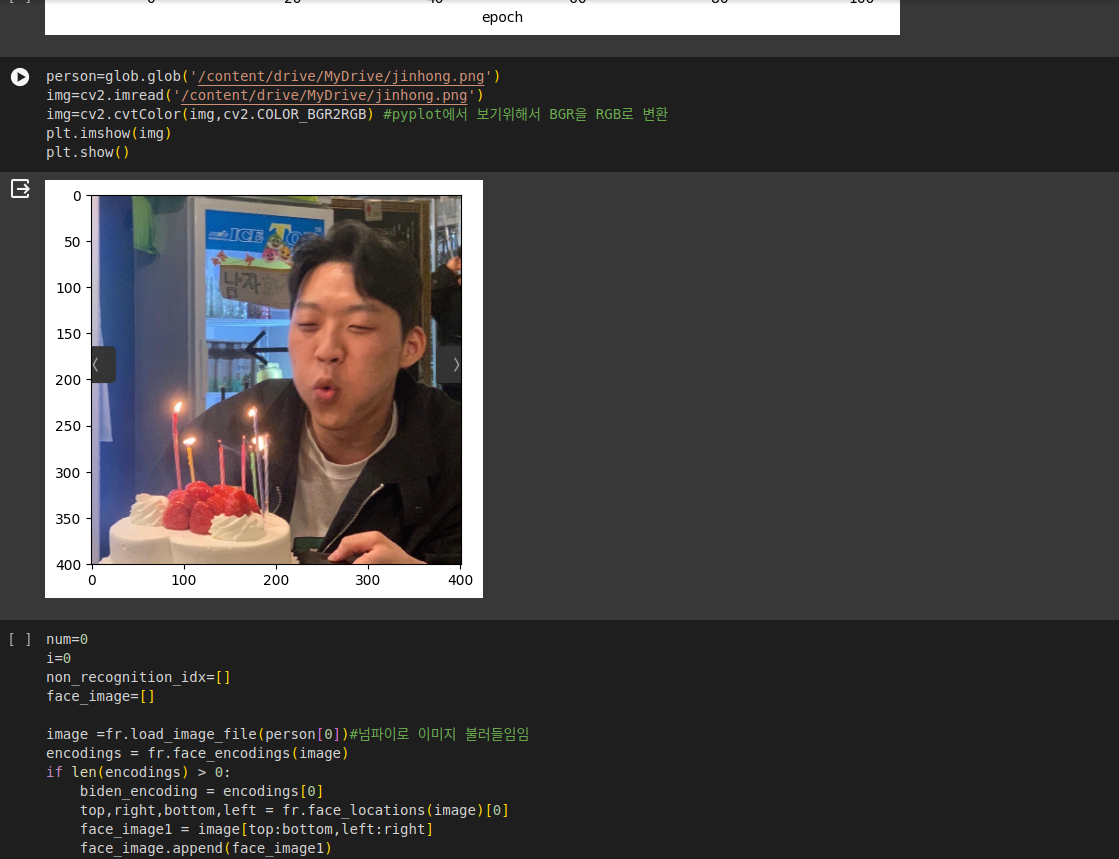 epoch
person=glob.glob('/content/drive/MyDrive/jinhong.png')
img=cv2.imread('/content/drive/MyDrive/jinhong.png')
img=cv2.cvtColor(img,cv2.COLOR_BGR2RGB) #pyplot에서 보기위해서 BGR을 RGB로 변환
plt.imshow(img)
plt.show()
0
50
100
150
200
250
300
350
400
0 100 200 300 400
ICE
남자
[ ] num=0
i=0
non_recognition_idx=[]
face_image=[]
image =fr.load_image_file(person[0])#넘파이로 이미지 불러들임임
encodings = fr.face_encodings(image)
if len(encodings) > 0:
biden_encoding = encodings[0]
top,right,bottom,left = fr.face_locations(image)[0]
face_image1 = image[top:bottom,left:right]
face_image.append(face_image1)